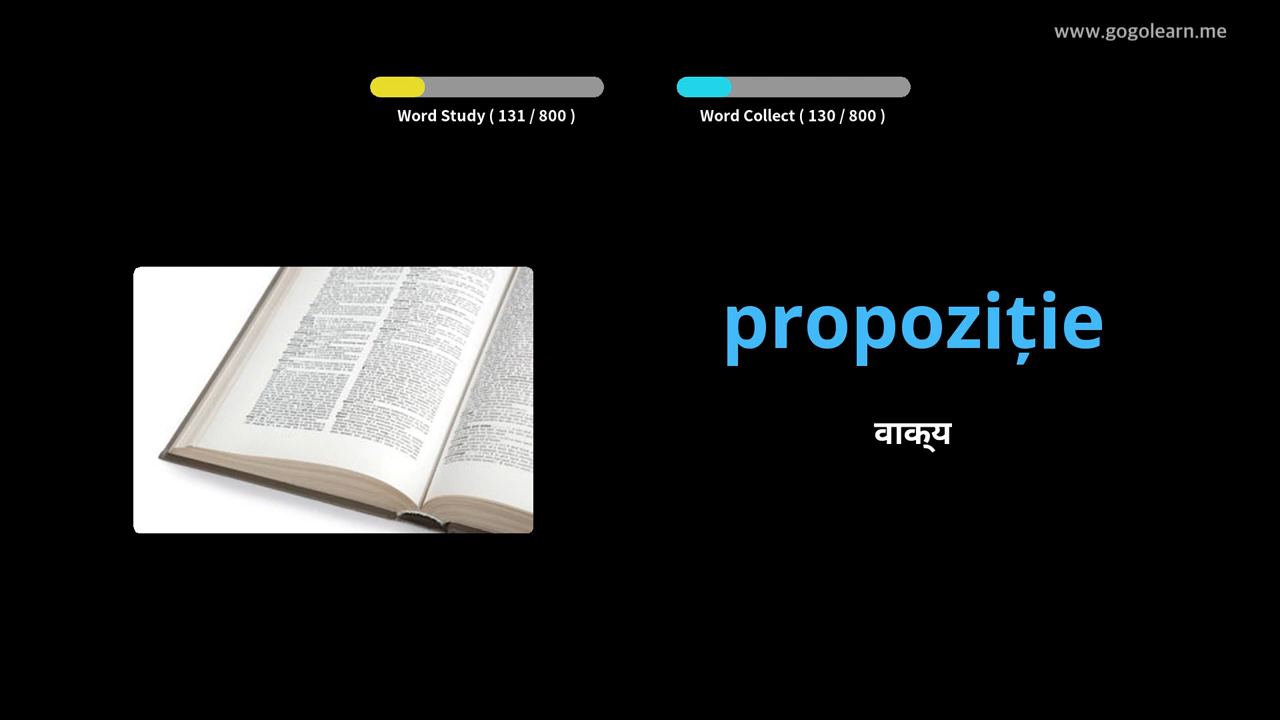 www.gogolearn.me
Word Study ( 131 / 800 )
Word Collect ( 130 / 800 )
propoziție
वाक्य